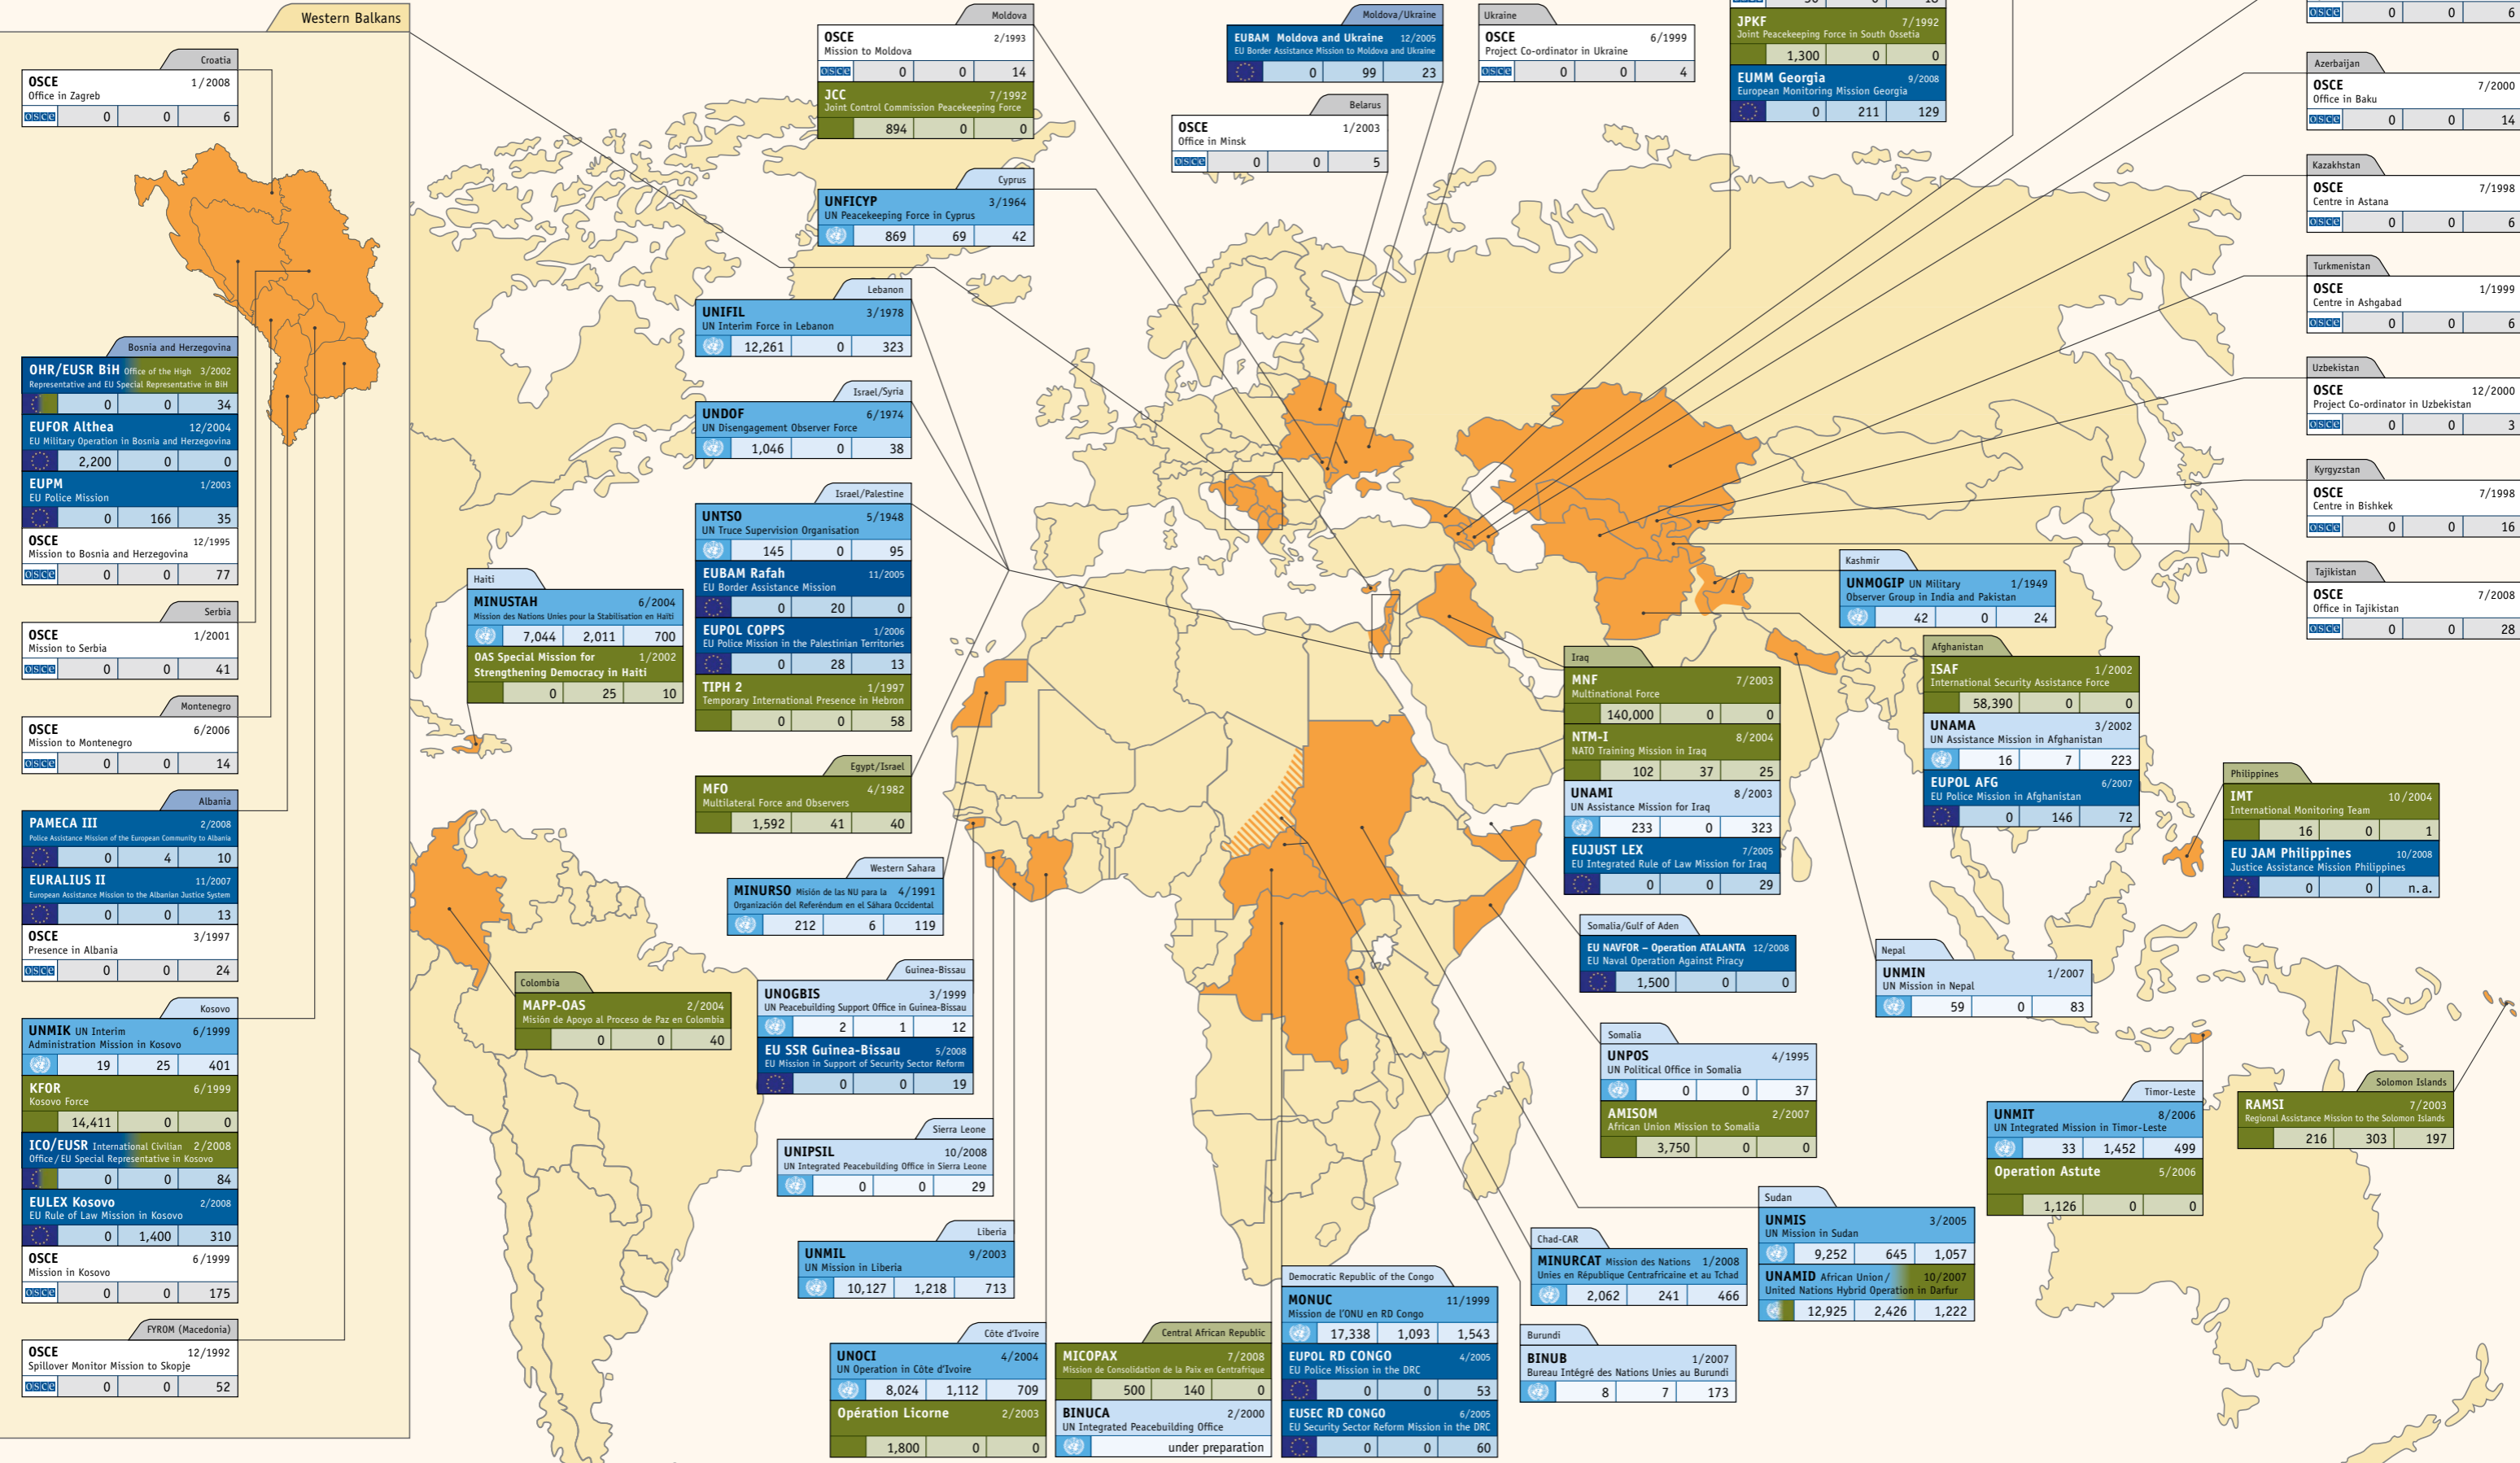 Western Balkans
Croatia
OSCE 1/2008
Office in Zagreb
OSCE 0 0 6
Bosnia and Herzegovina
OHR/EUSR BiH Office of the High 3/2002
Representative and EU Special Representative in BiH
0 0 34
EUFOR Althea 12/2004
EU Military Operation in Bosnia and Herzegovina
2,200 0 0
EUPM 1/2003
EU Police Mission
0 166 35
OSCE 12/1995
Mission to Bosnia and Herzegovina
OSCE 0 0 77
Serbia
OSCE 1/2001
Mission to Serbia
OSCE 0 0 41
Montenegro
OSCE 6/2006
Mission to Montenegro
OSCE 0 0 14
Albania
PAMECA III 2/2008
Police Assistance Mission of the European Community to Albania
0 4 10
EURALIUS II 11/2007
European Assistance Mission to the Albanian Justice System
0 0 13
OSCE 3/1997
Presence in Albania
OSCE 0 0 24
Kosovo
UNMIK UN Interim 6/1999
Administration Mission in Kosovo
19 25 401
KFOR 6/1999
Kosovo Force
14,411 0 0
ICO/EUSR International Civilian 2/2008
Office/EU Special Representative in Kosovo
0 0 84
EULEX Kosovo 2/2008
EU Rule of Law Mission in Kosovo
0 1,400 310
OSCE 6/1999
Mission in Kosovo
OSCE 0 0 175
FYROM (Macedonia)
OSCE 12/1992
Spillover Monitor Mission to Skopje
OSCE 0 0 52
Moldova
OSCE 2/1993
Mission to Moldova
OSCE 0 0 14
JCC 7/1992
Joint Control Commission Peacekeeping Force
894 0 0
Cyprus
UNFICYP 3/1964
UN Peacekeeping Force in Cyprus
869 69 42
Lebanon
UNIFIL 3/1978
UN Interim Force in Lebanon
12,261 0 323
Israel/Syria
UNDOF 6/1974
UN Disengagement Observer Force
1,046 0 38
Israel/Palestine
UNTSO 5/1948
UN Truce Supervision Organisation
145 0 95
EUBAM Rafah 11/2005
EU Border Assistance Mission
0 20 0
EUPOL COPPS 1/2006
EU Police Mission in the Palestinian Territories
0 28 13
TIPH 2 1/1997
Temporary International Presence in Hebron
0 0 58
Haiti
MINUSTAH 6/2004
Mission des Nations Unies pour la Stabilisation en Haïti
7,044 2,011 700
OAS Special Mission for 1/2002
Strengthening Democracy in Haiti
0 25 10
Egypt/Israel
MFO 4/1982
Multilateral Force and Observers
1,592 41 40
Western Sahara
MINURSO Misión de las NU para la 4/1991
Organización del Referéndum en el Sáhara Occidental
212 6 119
Colombia
MAPP-OAS 2/2004
Misión de Apoyo al Proceso de Paz en Colombia
0 0 40
Guinea-Bissau
UNOGBIS 3/1999
UN Peacebuilding Support Office in Guinea-Bissau
2 1 12
EU SSR Guinea-Bissau 5/2008
EU Mission in Support of Security Sector Reform
0 0 19
Sierra Leone
UNIPSIL 10/2008
UN Integrated Peacebuilding Office in Sierra Leone
0 0 29
Liberia
UNMIL 9/2003
UN Mission in Liberia
10,127 1,218 713
Côte d'Ivoire
UNOCI 4/2004
UN Operation in Côte d'Ivoire
8,024 1,112 709
Opération Licorne 2/2003
1,800 0 0
Central African Republic
MICOPAX 7/2008
Mission de Consolidation de la Paix en Centrafrique
500 140 0
BINUCA 2/2000
UN Integrated Peacebuilding Office
under preparation
Democratic Republic of the Congo
MONUC 11/1999
Mission de l'ONU en RD Congo
17,338 1,093 1,543
EUPOL RD CONGO 4/2005
EU Police Mission in the DRC
0 0 53
EUSEC RD CONGO 6/2005
EU Security Sector Reform Mission in the DRC
0 0 60
Moldova/Ukraine
EUBAM Moldova and Ukraine 12/2005
EU Border Assistance Mission to Moldova and Ukraine
0 99 23
Belarus
OSCE 1/2003
Office in Minsk
OSCE 0 0 5
Ukraine
OSCE 6/1999
Project Co-ordinator in Ukraine
OSCE 0 0 4
JPKF 7/1992
Joint Peacekeeping Force in South Ossetia
1,300 0 0
EUMM Georgia 9/2008
European Monitoring Mission Georgia
0 211 129
OSCE 0 0 6
Azerbaijan
OSCE 7/2000
Office in Baku
OSCE 0 0 14
Kazakhstan
OSCE 7/1998
Centre in Astana
OSCE 0 0 6
Turkmenistan
OSCE 1/1999
Centre in Ashgabad
OSCE 0 0 6
Uzbekistan
OSCE 12/2000
Project Co-ordinator in Uzbekistan
OSCE 0 0 3
Kyrgyzstan
OSCE 7/1998
Centre in Bishkek
OSCE 0 0 16
Tajikistan
OSCE 7/2008
Office in Tajikistan
OSCE 0 0 28
Kashmir
UNMOGIP UN Military 1/1949
Observer Group in India and Pakistan
42 0 24
Iraq
MNF 7/2003
Multinational Force
140,000 0 0
NTM-I 8/2004
NATO Training Mission in Iraq
102 37 25
UNAMI 8/2003
UN Assistance Mission for Iraq
233 0 323
EUJUST LEX 7/2005
EU Integrated Rule of Law Mission for Iraq
0 0 29
Afghanistan
ISAF 1/2002
International Security Assistance Force
58,390 0 0
UNAMA 3/2002
UN Assistance Mission in Afghanistan
16 7 223
EUPOL AFG 6/2007
EU Police Mission in Afghanistan
0 146 72
Philippines
IMT 10/2004
International Monitoring Team
16 0 1
EU JAM Philippines 10/2008
Justice Assistance Mission Philippines
0 0 n.a.
Somalia/Gulf of Aden
EU NAVFOR – Operation ATALANTA 12/2008
EU Naval Operation Against Piracy
1,500 0 0
Nepal
UNMIN 1/2007
UN Mission in Nepal
59 0 83
Somalia
UNPOS 4/1995
UN Political Office in Somalia
0 0 37
AMISOM 2/2007
African Union Mission to Somalia
3,750 0 0
Timor-Leste
UNMIT 8/2006
UN Integrated Mission in Timor-Leste
33 1,452 499
Operation Astute 5/2006
1,126 0 0
Solomon Islands
RAMSI 7/2003
Regional Assistance Mission to the Solomon Islands
216 303 197
Sudan
UNMIS 3/2005
UN Mission in Sudan
9,252 645 1,057
UNAMID African Union/ 10/2007
United Nations Hybrid Operation in Darfur
12,925 2,426 1,222
Chad-CAR
MINURCAT Mission des Nations 1/2008
Unies en République Centrafricaine et au Tchad
2,062 241 466
Burundi
BINUB 1/2007
Bureau Intégré des Nations Unies au Burundi
8 7 173